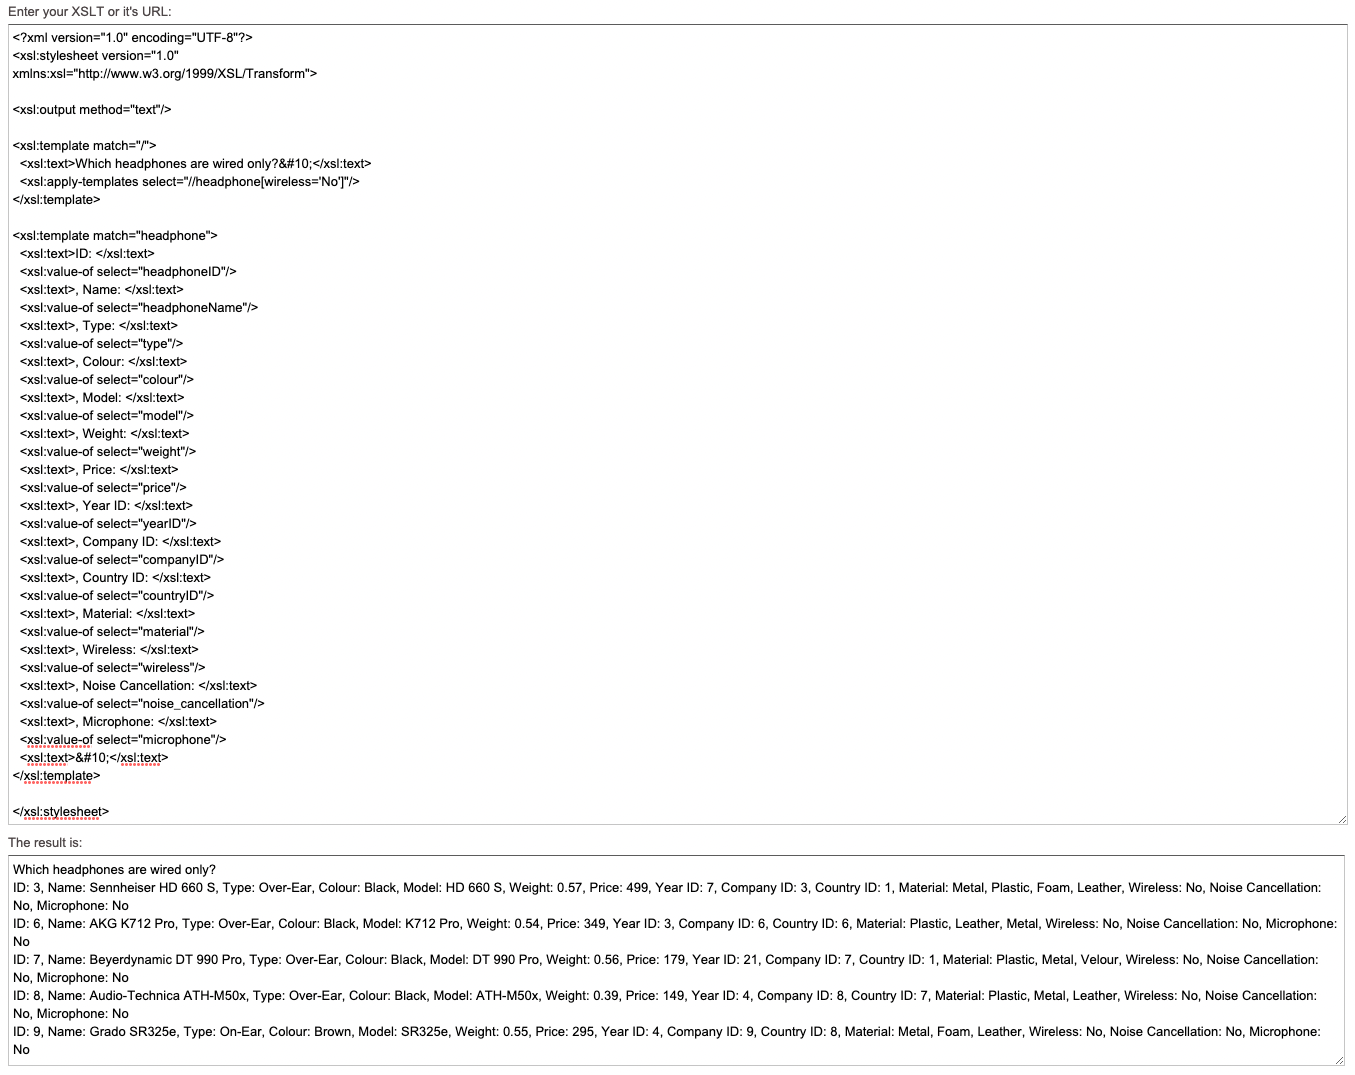 Enter your XSLT or it's URL:
<?xml version="1.0" encoding="UTF-8"?>
<xsl:stylesheet version="1.0"
xmlns:xsl="http://www.w3.org/1999/XSL/Transform">
<xsl:output method="text"/>
<xsl:template match="/">
<xsl:text>Which headphones are wired only?&#10;</xsl:text>
<xsl:apply-templates select="//headphone[wireless='No']"/>
</xsl:template>
<xsl:template match="headphone">
<xsl:text>ID: </xsl:text>
<xsl:value-of select="headphoneID"/>
<xsl:text>, Name: </xsl:text>
<xsl:value-of select="headphoneName"/>
<xsl:text>, Type: </xsl:text>
<xsl:value-of select="type"/>
<xsl:text>, Colour: </xsl:text>
<xsl:value-of select="colour"/>
<xsl:text>, Model: </xsl:text>
<xsl:value-of select="model"/>
<xsl:text>, Weight: </xsl:text>
<xsl:value-of select="weight"/>
<xsl:text>, Price: </xsl:text>
<xsl:value-of select="price"/>
<xsl:text>, Year ID: </xsl:text>
<xsl:value-of select="yearID"/>
<xsl:text>, Company ID: </xsl:text>
<xsl:value-of select="companyID"/>
<xsl:text>, Country ID: </xsl:text>
<xsl:value-of select="countryID"/>
<xsl:text>, Material: </xsl:text>
<xsl:value-of select="material"/>
<xsl:text>, Wireless: </xsl:text>
<xsl:value-of select="wireless"/>
<xsl:text>, Noise Cancellation: </xsl:text>
<xsl:value-of select="noise_cancellation"/>
<xsl:text>, Microphone: </xsl:text>
<xsl:value-of select="microphone"/>
<xsl:text>&#10;</xsl:text>
</xsl:template>
</xsl:stylesheet>
The result is:
Which headphones are wired only?
ID: 3, Name: Sennheiser HD 660 S, Type: Over-Ear, Colour: Black, Model: HD 660 S, Weight: 0.57, Price: 499, Year ID: 7, Company ID: 3, Country ID: 1, Material: Metal, Plastic, Foam, Leather, Wireless: No, Noise Cancellation:
No, Microphone: No
ID: 6, Name: AKG K712 Pro, Type: Over-Ear, Colour: Black, Model: K712 Pro, Weight: 0.54, Price: 349, Year ID: 3, Company ID: 6, Country ID: 6, Material: Plastic, Leather, Metal, Wireless: No, Noise Cancellation: No, Microphone:
No
ID: 7, Name: Beyerdynamic DT 990 Pro, Type: Over-Ear, Colour: Black, Model: DT 990 Pro, Weight: 0.56, Price: 179, Year ID: 21, Company ID: 7, Country ID: 1, Material: Plastic, Metal, Velour, Wireless: No, Noise Cancellation:
No, Microphone: No
ID: 8, Name: Audio-Technica ATH-M50x, Type: Over-Ear, Colour: Black, Model: ATH-M50x, Weight: 0.39, Price: 149, Year ID: 4, Company ID: 8, Country ID: 7, Material: Plastic, Metal, Leather, Wireless: No, Noise Cancellation:
No, Microphone: No
ID: 9, Name: Grado SR325e, Type: On-Ear, Colour: Brown, Model: SR325e, Weight: 0.55, Price: 295, Year ID: 4, Company ID: 9, Country ID: 8, Material: Metal, Foam, Leather, Wireless: No, Noise Cancellation: No, Microphone:
No